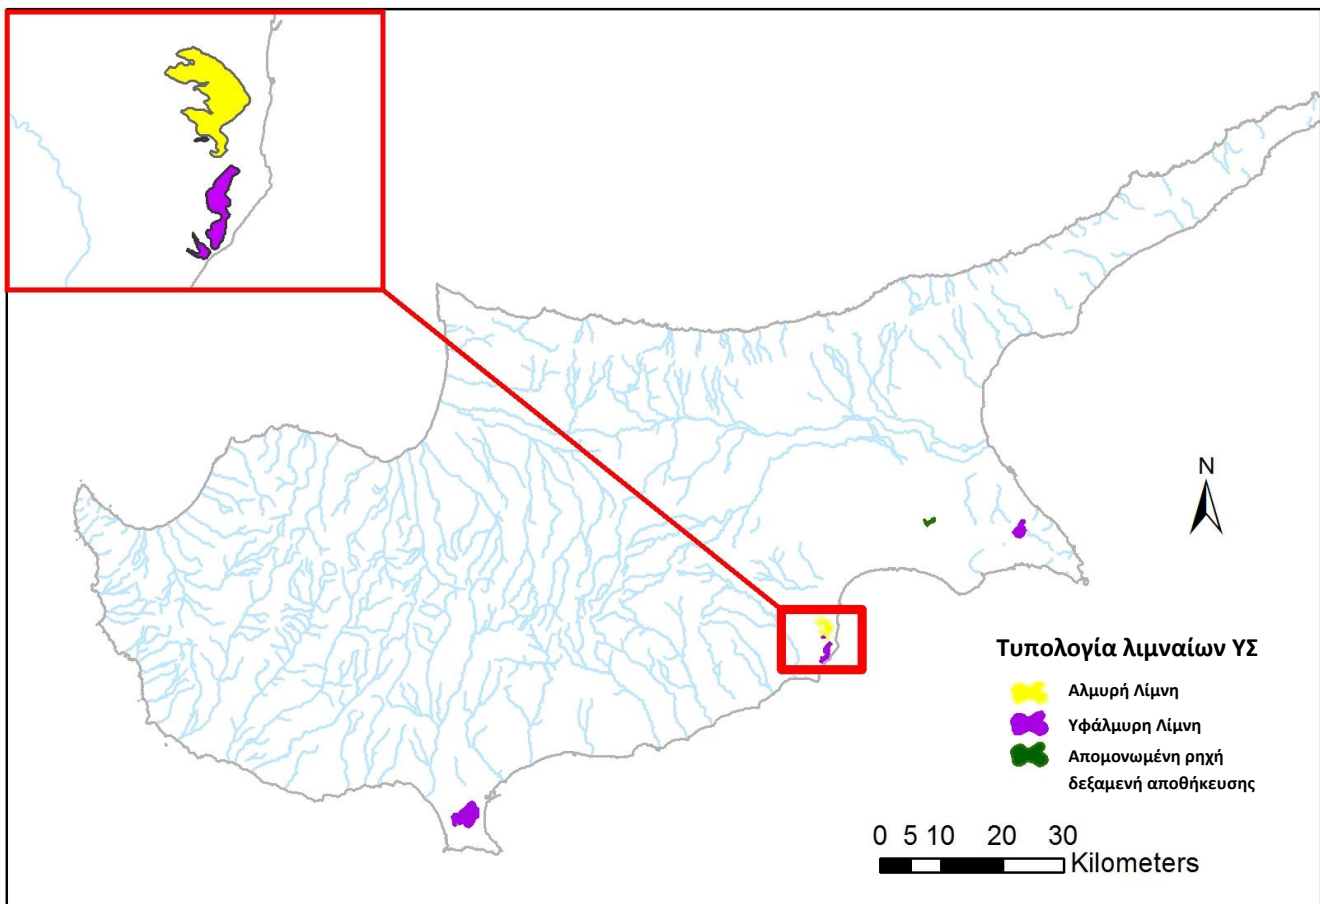 N
Τυπολογία λιμναίων ΥΣ
Αλμυρή Λίμνη
Υφάλμυρη Λίμνη
Απομονωμένη ρηχή
δεξαμενή αποθήκευσης
0 5 10 20 30
Kilometers